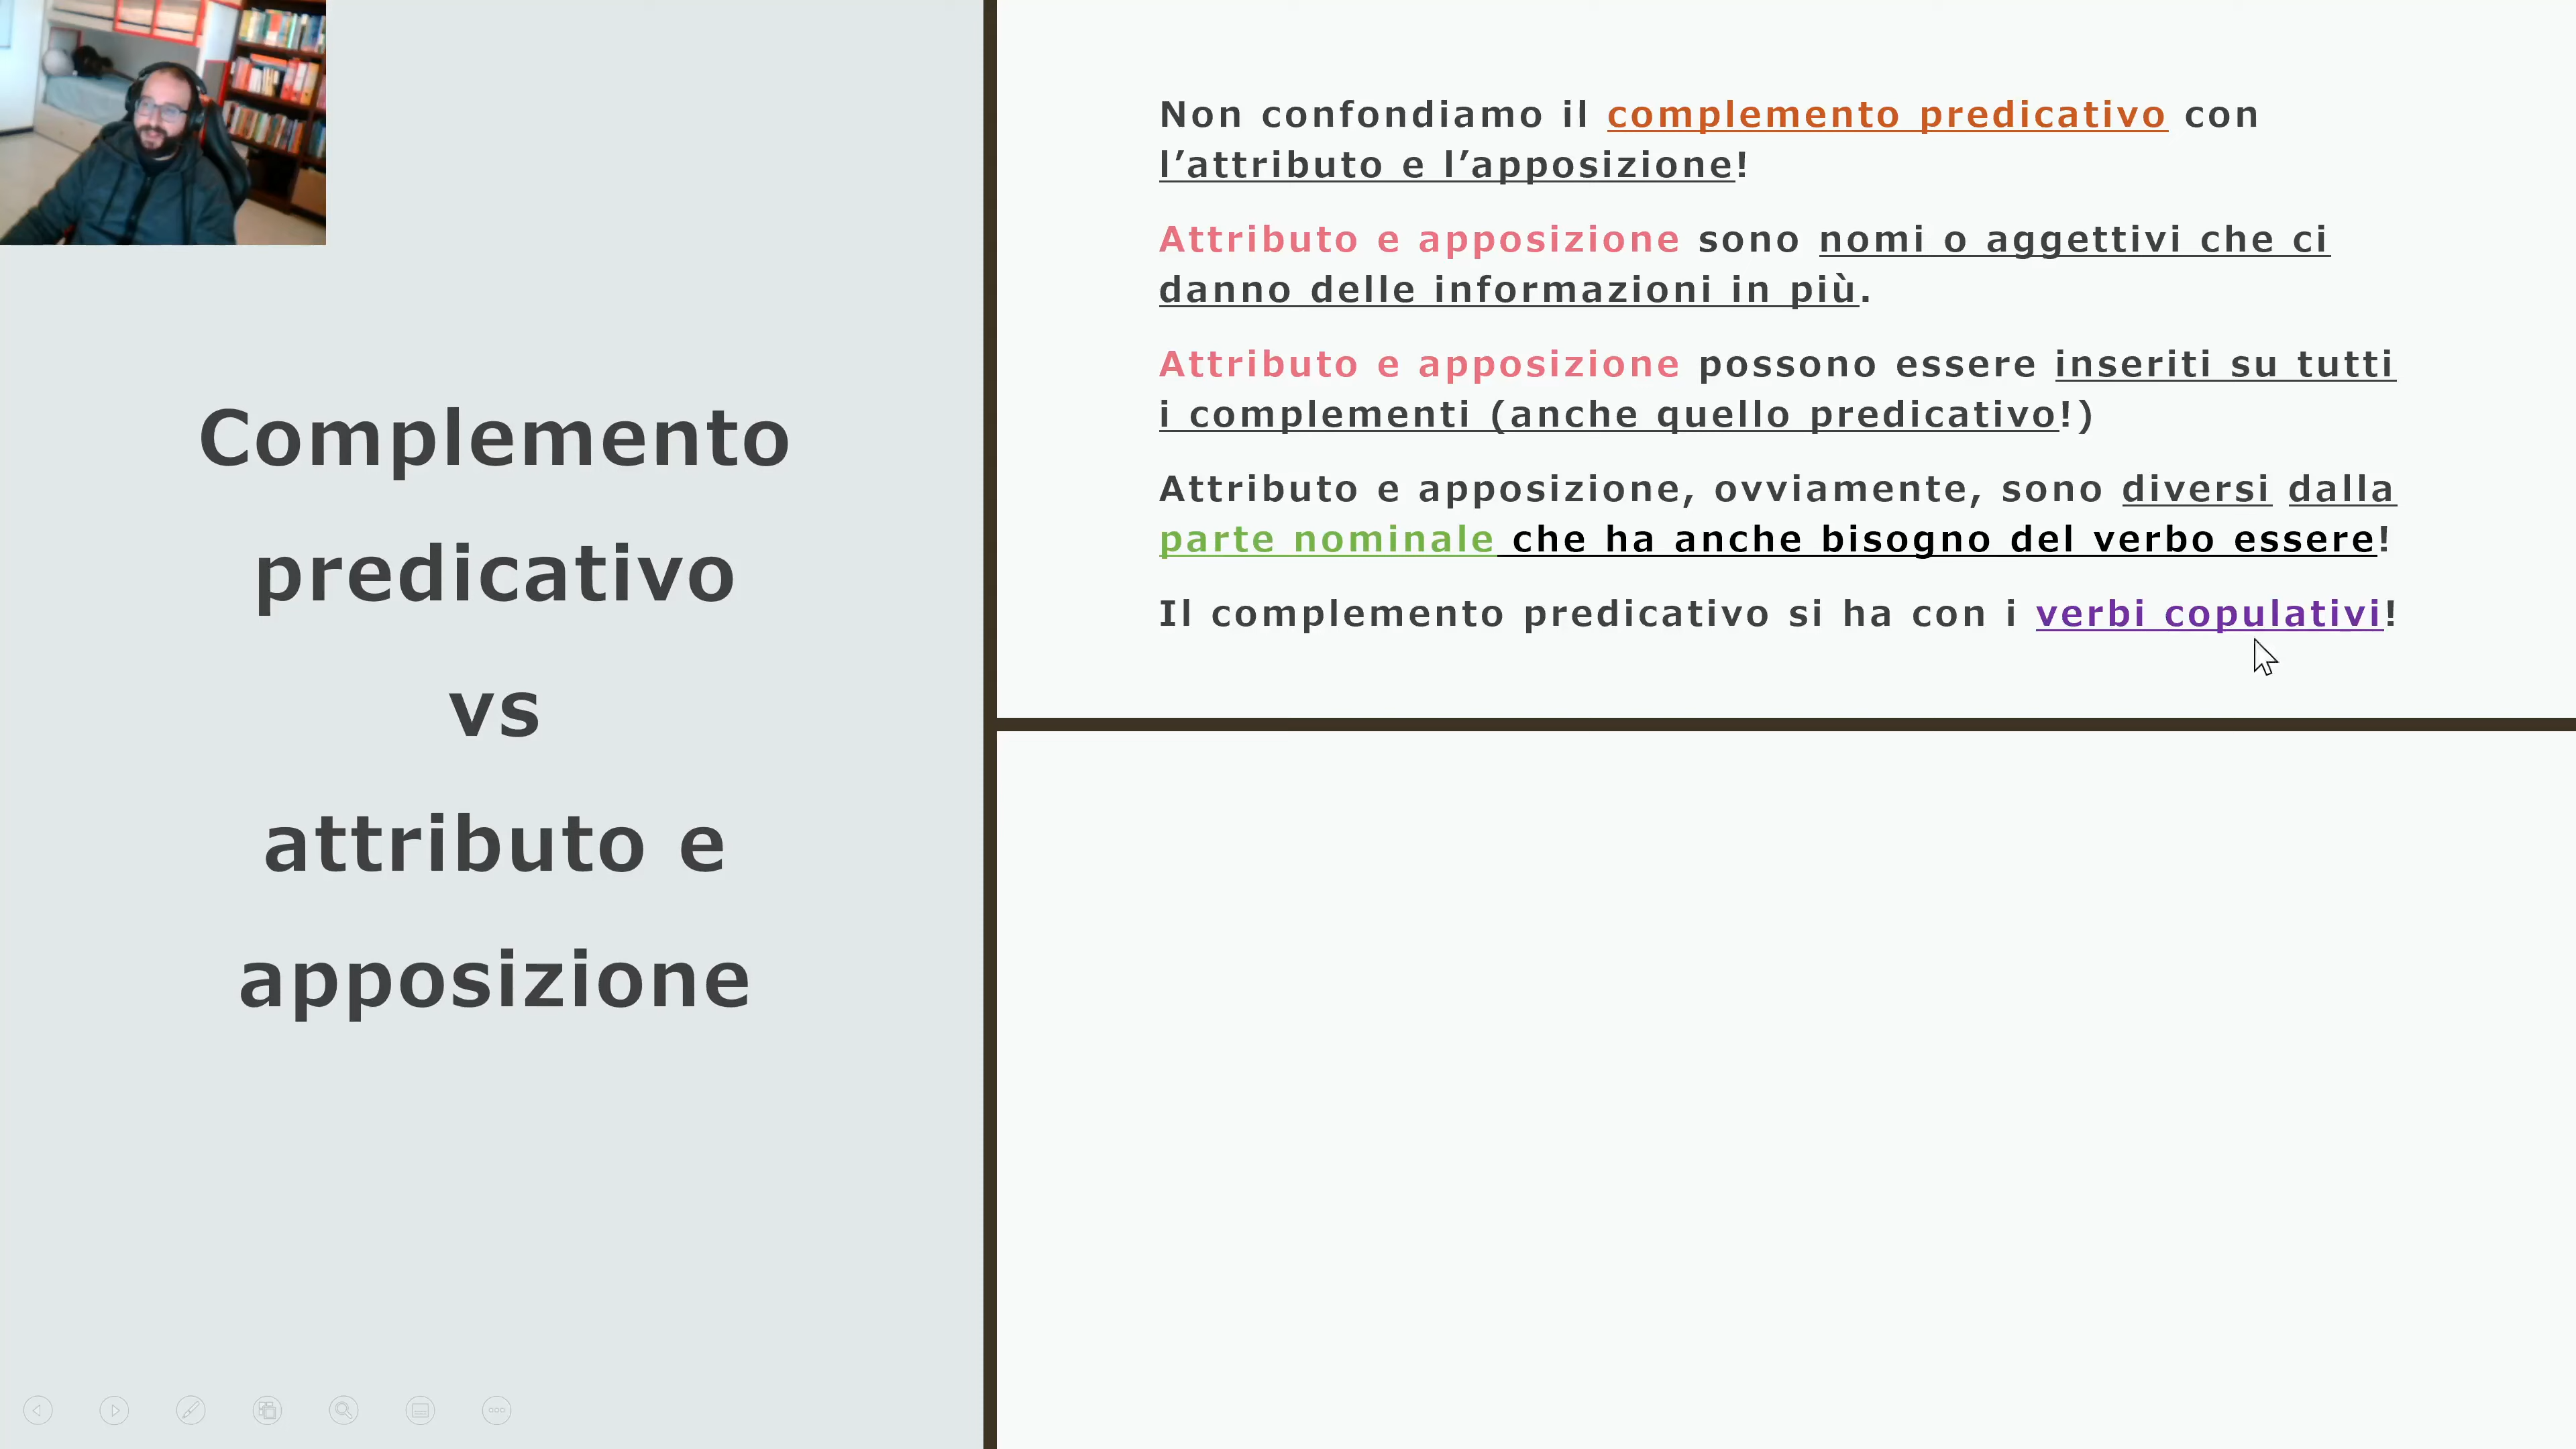 Complemento
predicativo
vs
attributo e
apposizione
Non confondiamo il complemento predicativo con
l’attributo e l’apposizione!
Attributo e apposizione sono nomi o aggettivi che ci
danno delle informazioni in più.
Attributo e apposizione possono essere inseriti su tutti
i complementi (anche quello predicativo!)
Attributo e apposizione, ovviamente, sono diversi dalla
parte nominale che ha anche bisogno del verbo essere!
Il complemento predicativo si ha con i verbi copulativi!